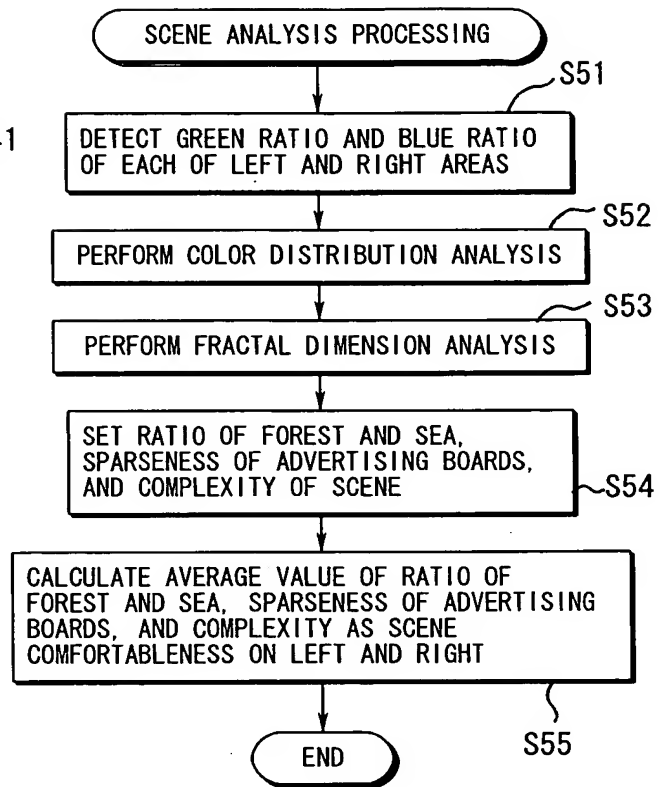 SCENE ANALYSIS PROCESSING
S51
DETECT GREEN RATIO AND BLUE RATIO
OF EACH OF LEFT AND RIGHT AREAS
S52
PERFORM COLOR DISTRIBUTION ANALYSIS
S53
PERFORM FRACTAL DIMENSION ANALYSIS
SET RATIO OF FOREST AND SEA,
SPARSENESS OF ADVERTISING BOARDS,
AND COMPLEXITY OF SCENE
S54
CALCULATE AVERAGE VALUE OF RATIO OF
FOREST AND SEA, SPARSENESS OF ADVERTISING
BOARDS, AND COMPLEXITY AS SCENE
COMFORTABLENESS ON LEFT AND RIGHT
S55
END